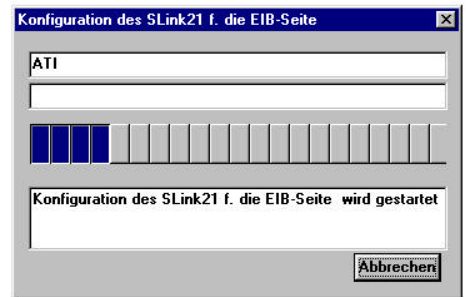 Konfiguration des SLink21 f. die EIB-Seite
ATI
Konfiguration des SLink21 f. die EIB-Seite wird gestartet
Abbrechen